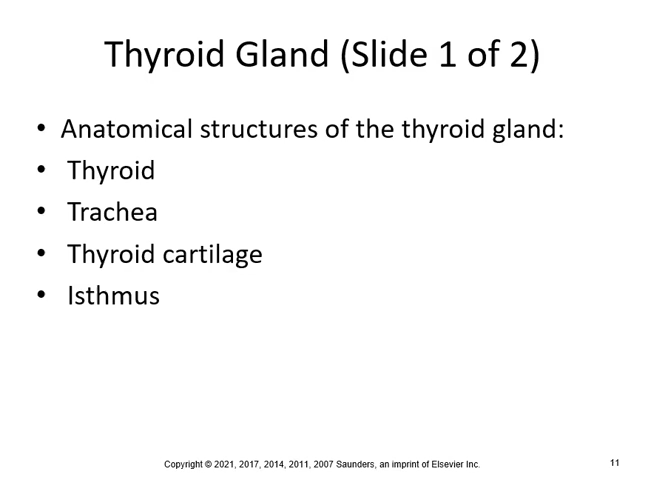 Thyroid Gland (Slide 1 of 2)
• Anatomical structures of the thyroid gland:
• Thyroid
• Trachea
• Thyroid cartilage
• Isthmus
Copyright © 2021, 2017, 2014, 2011, 2007 Saunders, an imprint of Elsevier Inc.
11